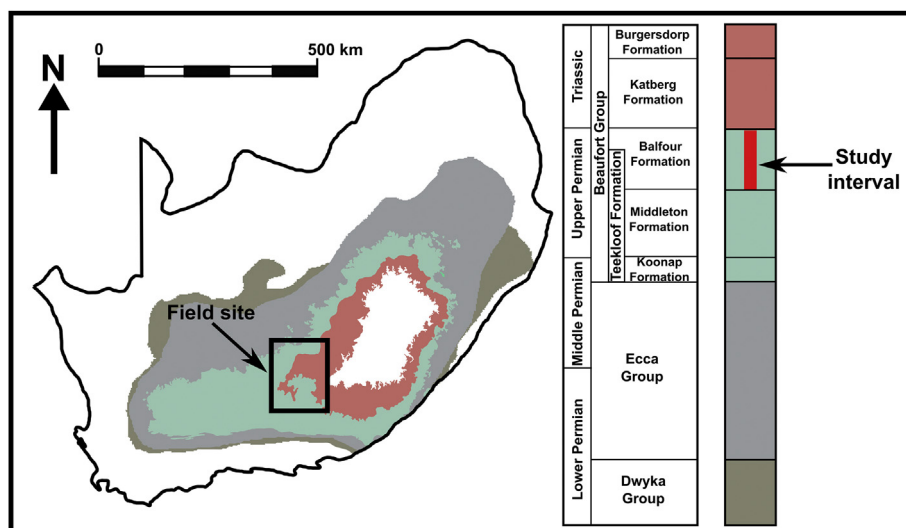 0
500 km
N
Field site
Triassic
Upper Permian
Middle Permian
Lower Permian
Beaufort Group
Teekloof Formation
Burgersdorp
Formation
Katberg
Formation
Balfour
Formation
Middleton
Formation
Koonap
Formation
Ecca
Group
Dwyka
Group
Study
interval